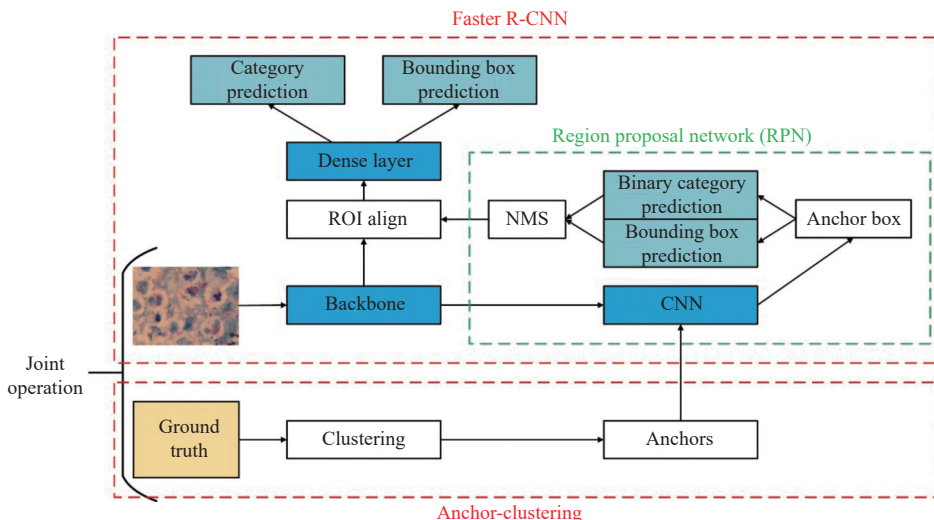 Faster R-CNN
Category
prediction
Bounding box
prediction
Region proposal network (RPN)
Dense layer
Binary category
prediction
ROI align
NMS
Anchor box
Bounding box
prediction
Backbone
CNN
Joint
operation
Ground
truth
Clustering
Anchors
Anchor-clustering